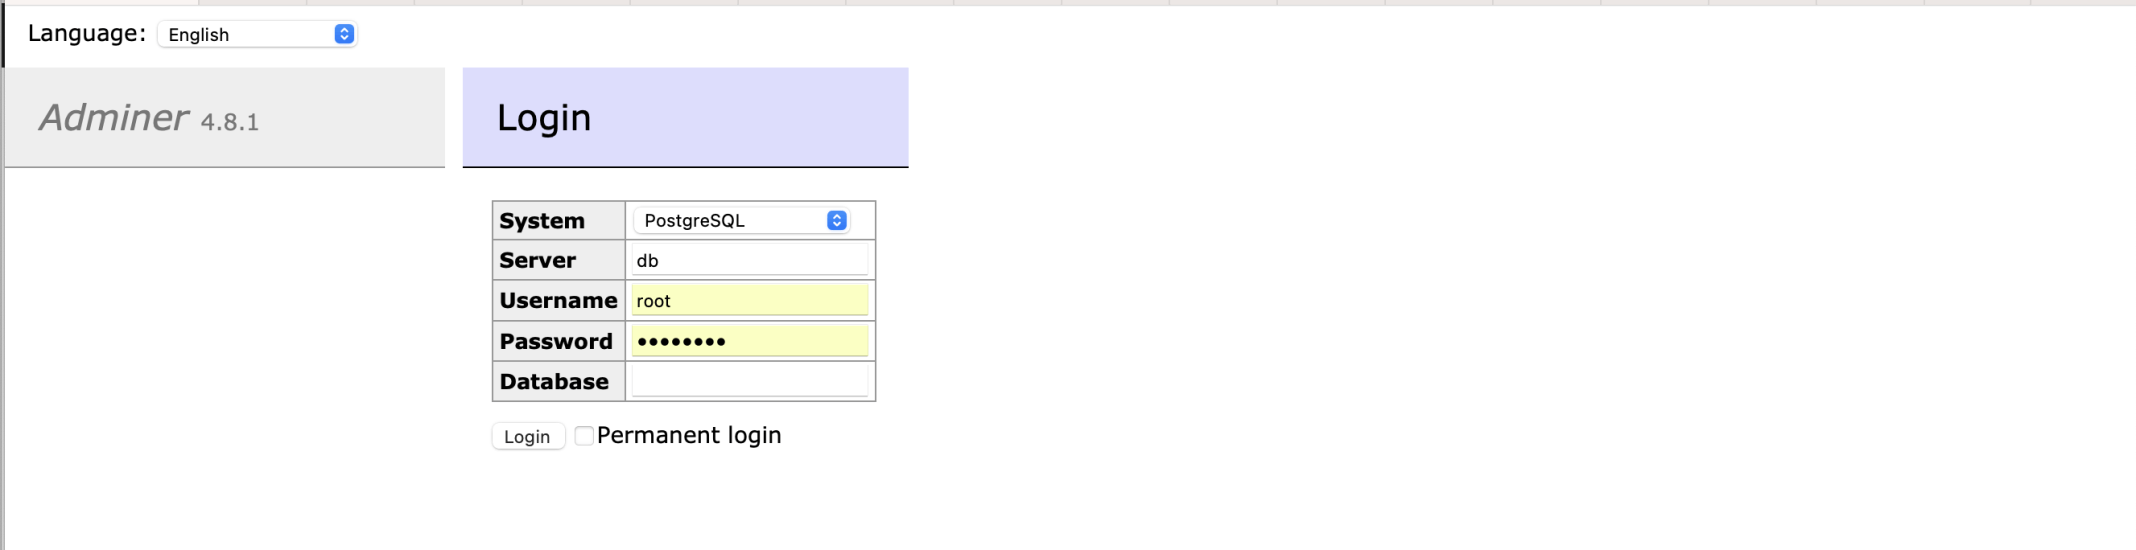 Language: English
Adminer 4.8.1
Login
System PostgreSQL
Server db
Username root
Password ••••••••
Database
Login Permanent login